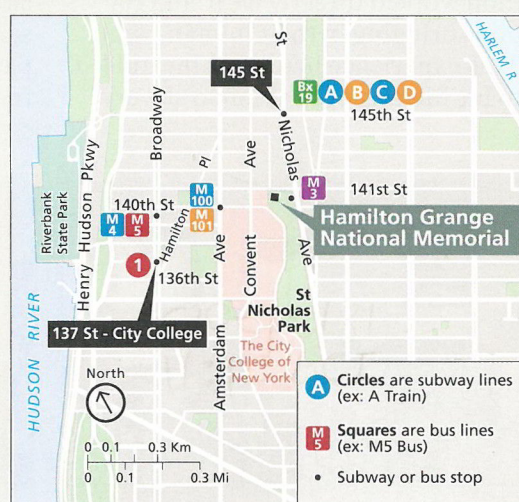 St
HARLEM R
145 St
Bx
19
A
B
C
D
145th St
Broadway
Nicholas
Pl
Ave
M
100
M
3
141st St
140th St
M
4
M
5
Hamilton
M
101
Hamilton Grange
National Memorial
Riverbank
State Park
Henry Hudson Pkwy
Ave
Convent
Ave
1
136th St
137 St - City College
St
Nicholas
Park
HUDSON RIVER
The City
College of
New York
Amsterdam
North
0 0.1 0.3 Km
0 0.1 0.3 Mi
A
Circles are subway lines
(ex: A Train)
M
5
Squares are bus lines
(ex: M5 Bus)
Subway or bus stop